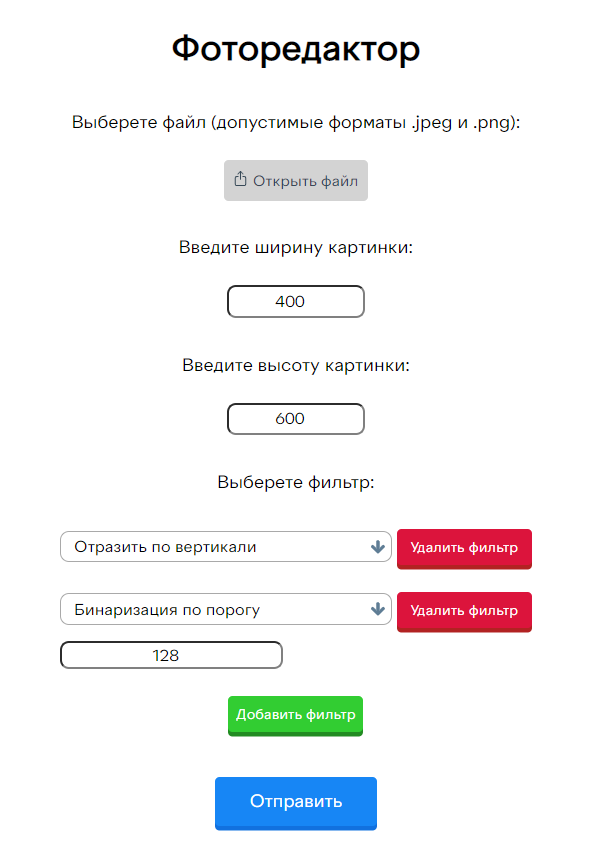 Фоторедактор
Выберете файл (допустимые форматы .jpeg и .png):
Открыть файл
Введите ширину картинки:
400
Введите высоту картинки:
600
Выберете фильтр:
Отразить по вертикали
Удалить фильтр
Бинаризация по порогу
Удалить фильтр
128
Добавить фильтр
Отправить